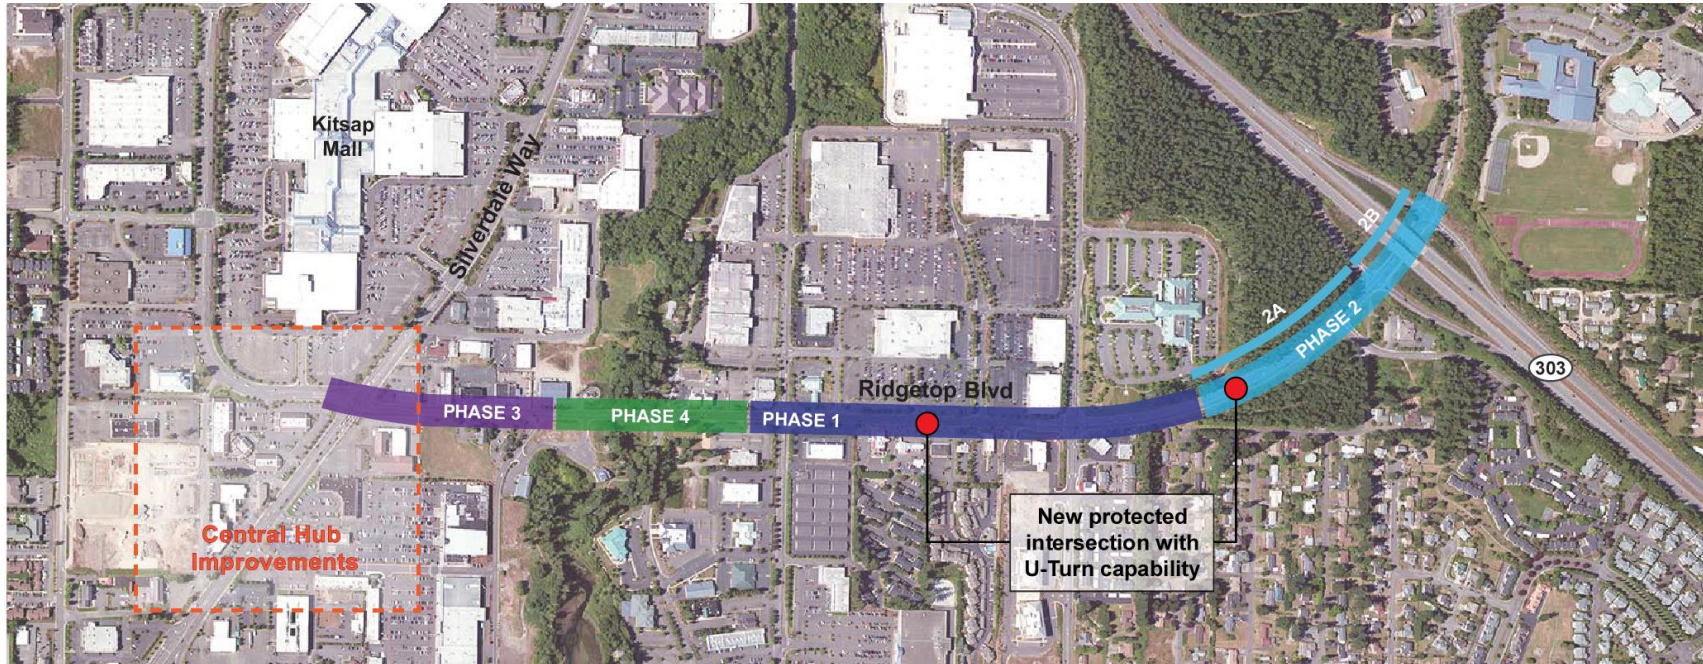 Kitsap
Mall
Silverdale Way
2B
2A
PHASE 2
303
Ridgetop Blvd
PHASE 3
PHASE 4
PHASE 1
New protected
intersection with
U-Turn capability
Central Hub
Improvements